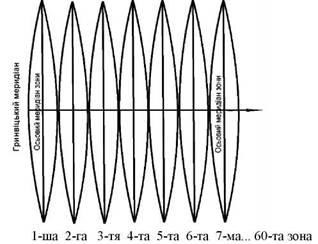 Гринвіцький меридіан
Осьовий меридіан зони
Осьовий меридіан зони
1-ша 2-га 3-тя 4-та 5-та 6-та 7-ма... 60-та зона